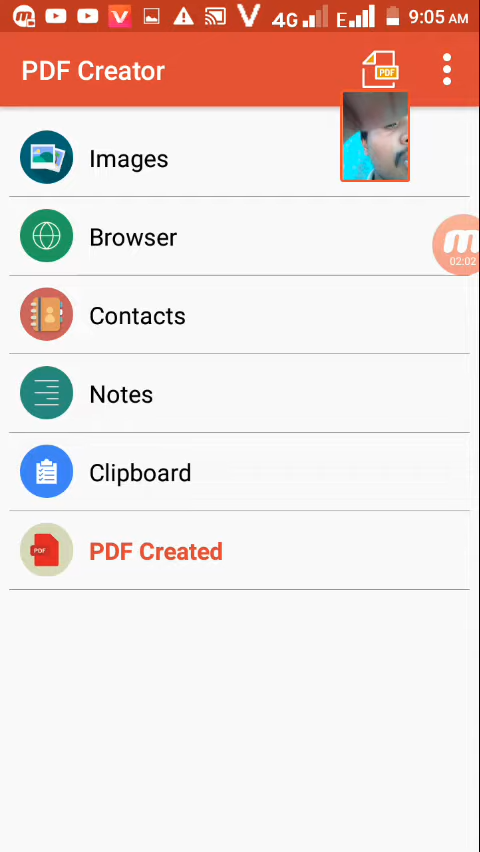 4G E 9:05 AM
PDF Creator
PDF
Images
Browser
02:02
Contacts
Notes
Clipboard
PDF
PDF Created